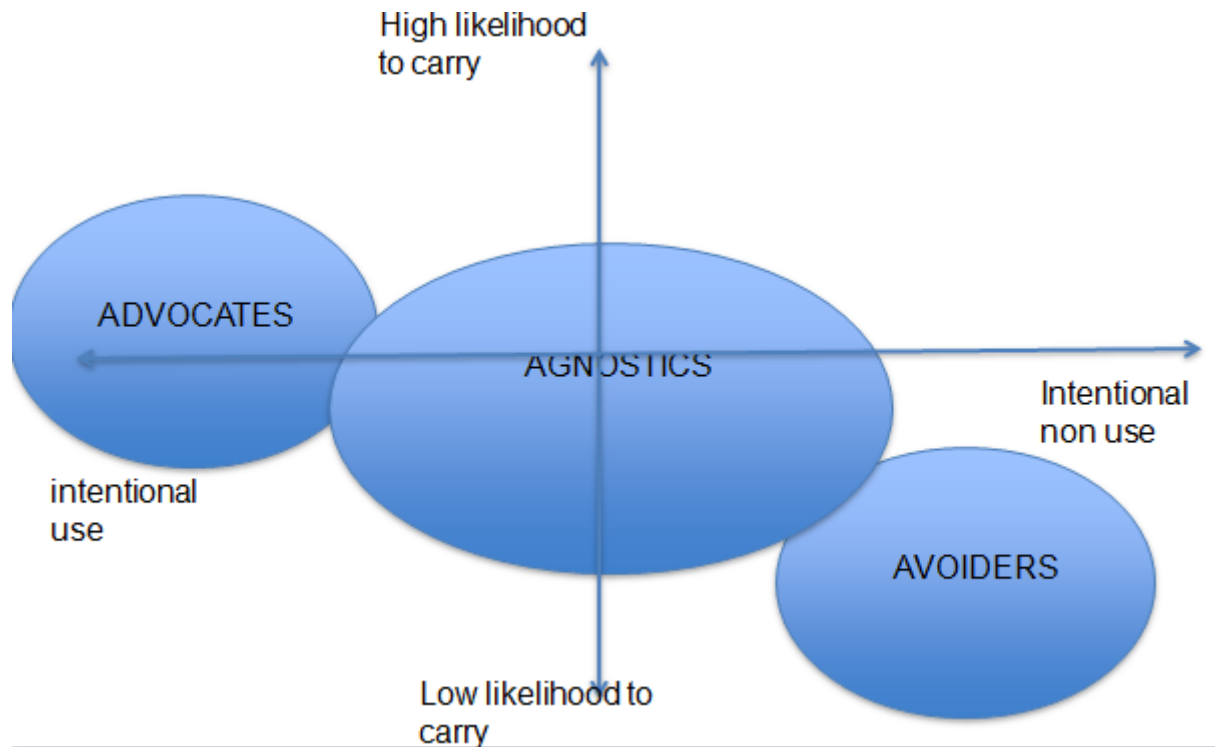 High likelihood
to carry
ADVOCATES
AGNOSTICS
Intentional
non use
intentional
use
AVOIDERS
Low likelihood to
carry